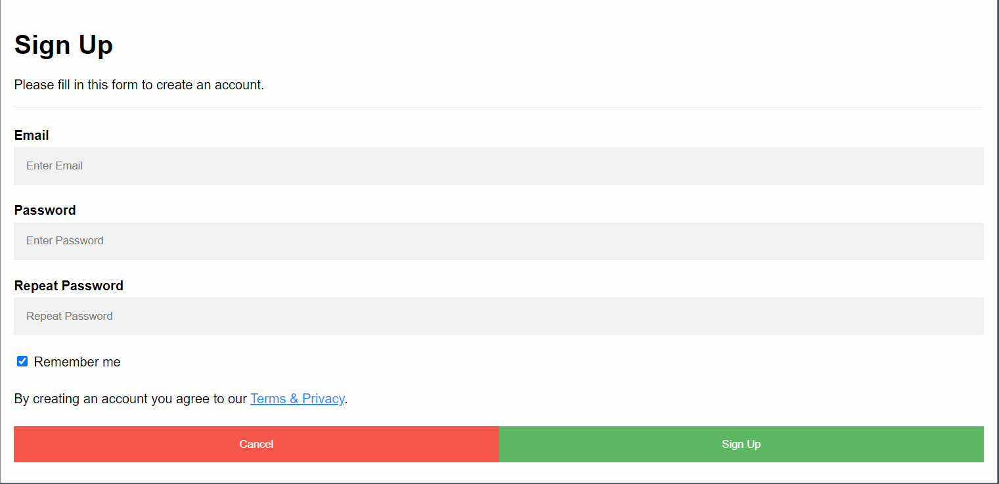 Sign Up
Please fill in this form to create an account.
Email
Enter Email
Password
Enter Password
Repeat Password
Repeat Password
Remember me
By creating an account you agree to our Terms & Privacy.
Cancel Sign Up